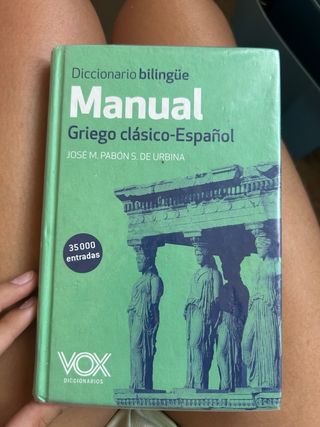 Diccionario bilingüe
Manual
Griego clásico-Español
JOSÉ M. PABÓN S. DE URBINA
35 000
entradas
VOX
DICCIONARIOS